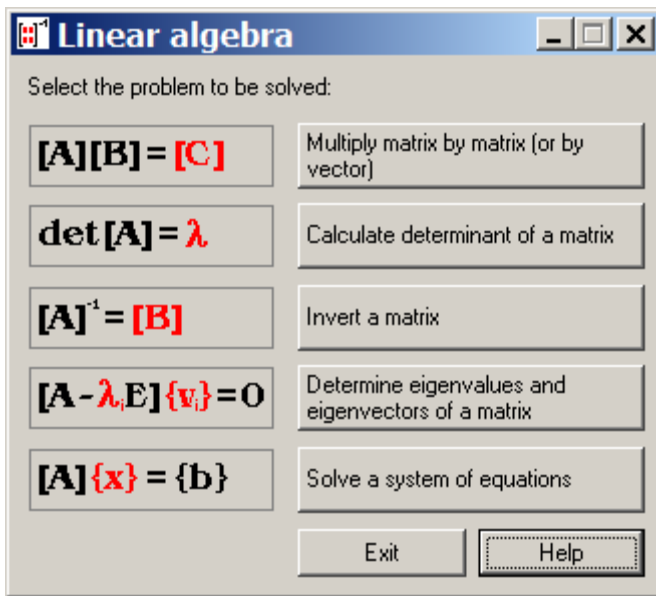 Linear algebra
Select the problem to be solved:
[A][B] = [C]
Multiply matrix by matrix (or by
vector)
det[A] = λ
Calculate determinant of a matrix
[A]⁻¹ = [B]
Invert a matrix
[A-λᵢE]{vᵢ}=0
Determine eigenvalues and
eigenvectors of a matrix
[A]{x} = {b}
Solve a system of equations
Exit
Help